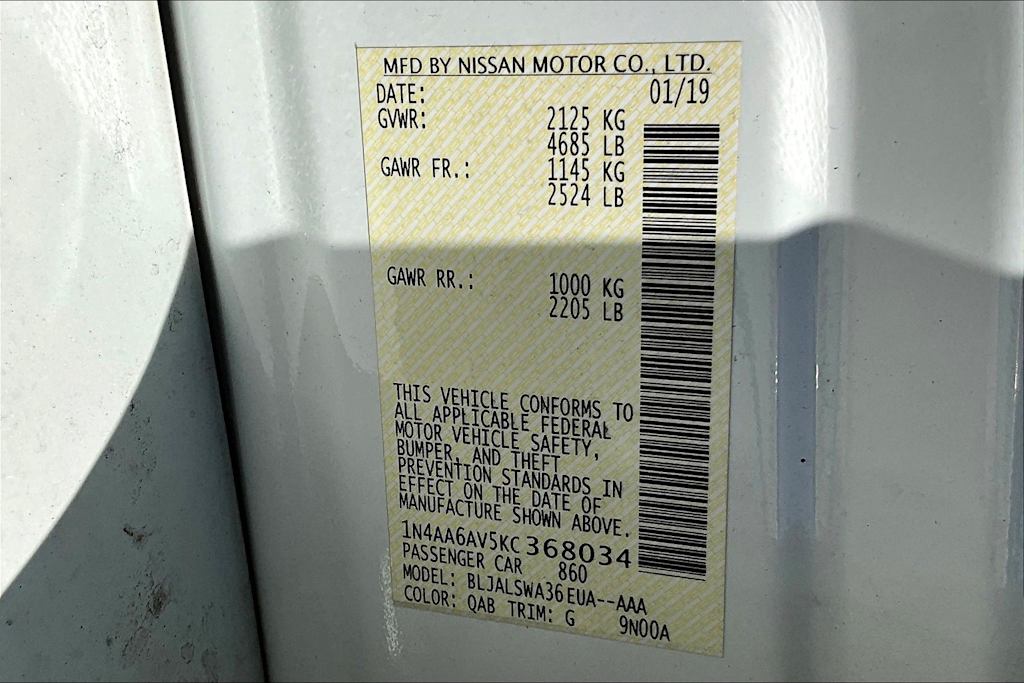 MFD BY NISSAN MOTOR CO., LTD.
DATE: 01/19
GVWR: 2125 KG
4685 LB
GAWR FR.: 1145 KG
2524 LB
GAWR RR.: 1000 KG
2205 LB
THIS VEHICLE CONFORMS TO
ALL APPLICABLE FEDERAL
MOTOR VEHICLE SAFETY,
BUMPER, AND THEFT
PREVENTION STANDARDS IN
EFFECT ON THE DATE OF
MANUFACTURE SHOWN ABOVE.
1N4AA6AV5KC368034
PASSENGER CAR 860
MODEL: BLJALSWA36EUA--AAA
COLOR: QAB TRIM: G 9N00A